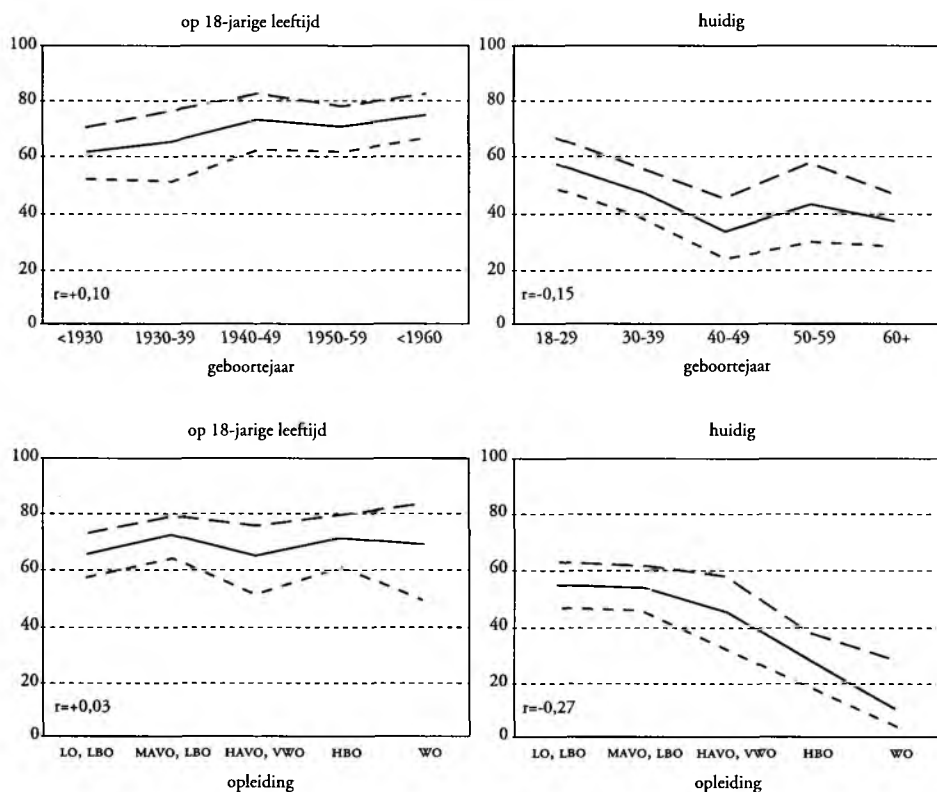 op 18-jarige leeftijd
100
80
60
40
20
0
r=+0,10
<1930 1930-39 1940-49 1950-59 <1960
geboortejaar
huidig
100
80
60
40
20
0
r=-0,15
18-29 30-39 40-49 50-59 60+
geboortejaar
op 18-jarige leeftijd
100
80
60
40
20
0
r=+0,03
LO, LBO MAVO, LBO HAVO, VWO HBO WO
opleiding
huidig
100
80
60
40
20
0
r=-0,27
LO, LBO MAVO, LBO HAVO, VWO HBO WO
opleiding